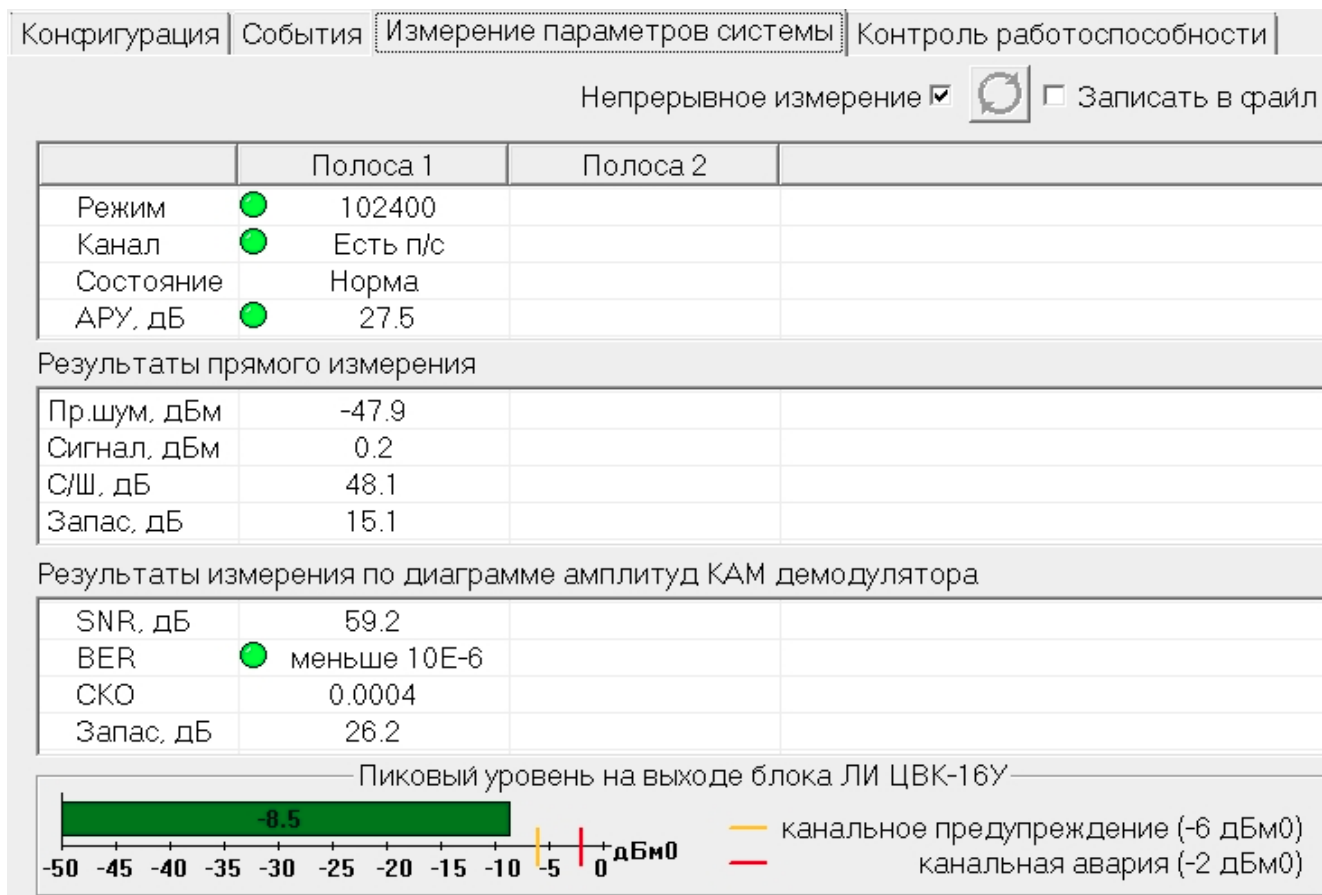 Конфигурация События Измерение параметров системы Контроль работоспособности
Непрерывное измерение Записать в файл
Полоса 1 Полоса 2
Режим 102400
Канал Есть п/с
Состояние Норма
АРУ, дБ 27.5
Результаты прямого измерения
Пр.шум, дБм -47.9
Сигнал, дБм 0.2
С/Ш, дБ 48.1
Запас, дБ 15.1
Результаты измерения по диаграмме амплитуд КАМ демодулятора
SNR, дБ 59.2
BER меньше 10E-6
СКО 0.0004
Запас, дБ 26.2
Пиковый уровень на выходе блока ЛИ ЦВК-16У
-8.5
канальное предупреждение (-6 дБм0)
-50 -45 -40 -35 -30 -25 -20 -15 -10 -5 0 дБм0
канальная авария (-2 дБм0)